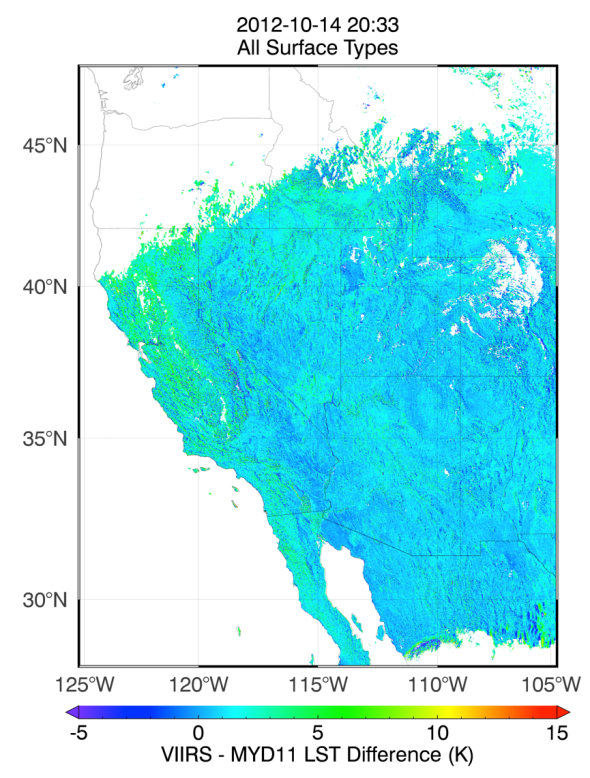 2012-10-14 20:33
All Surface Types
45°N
40°N
35°N
30°N
125°W 120°W 115°W 110°W 105°W
-5 0 5 10 15
VIIRS - MYD11 LST Difference (K)